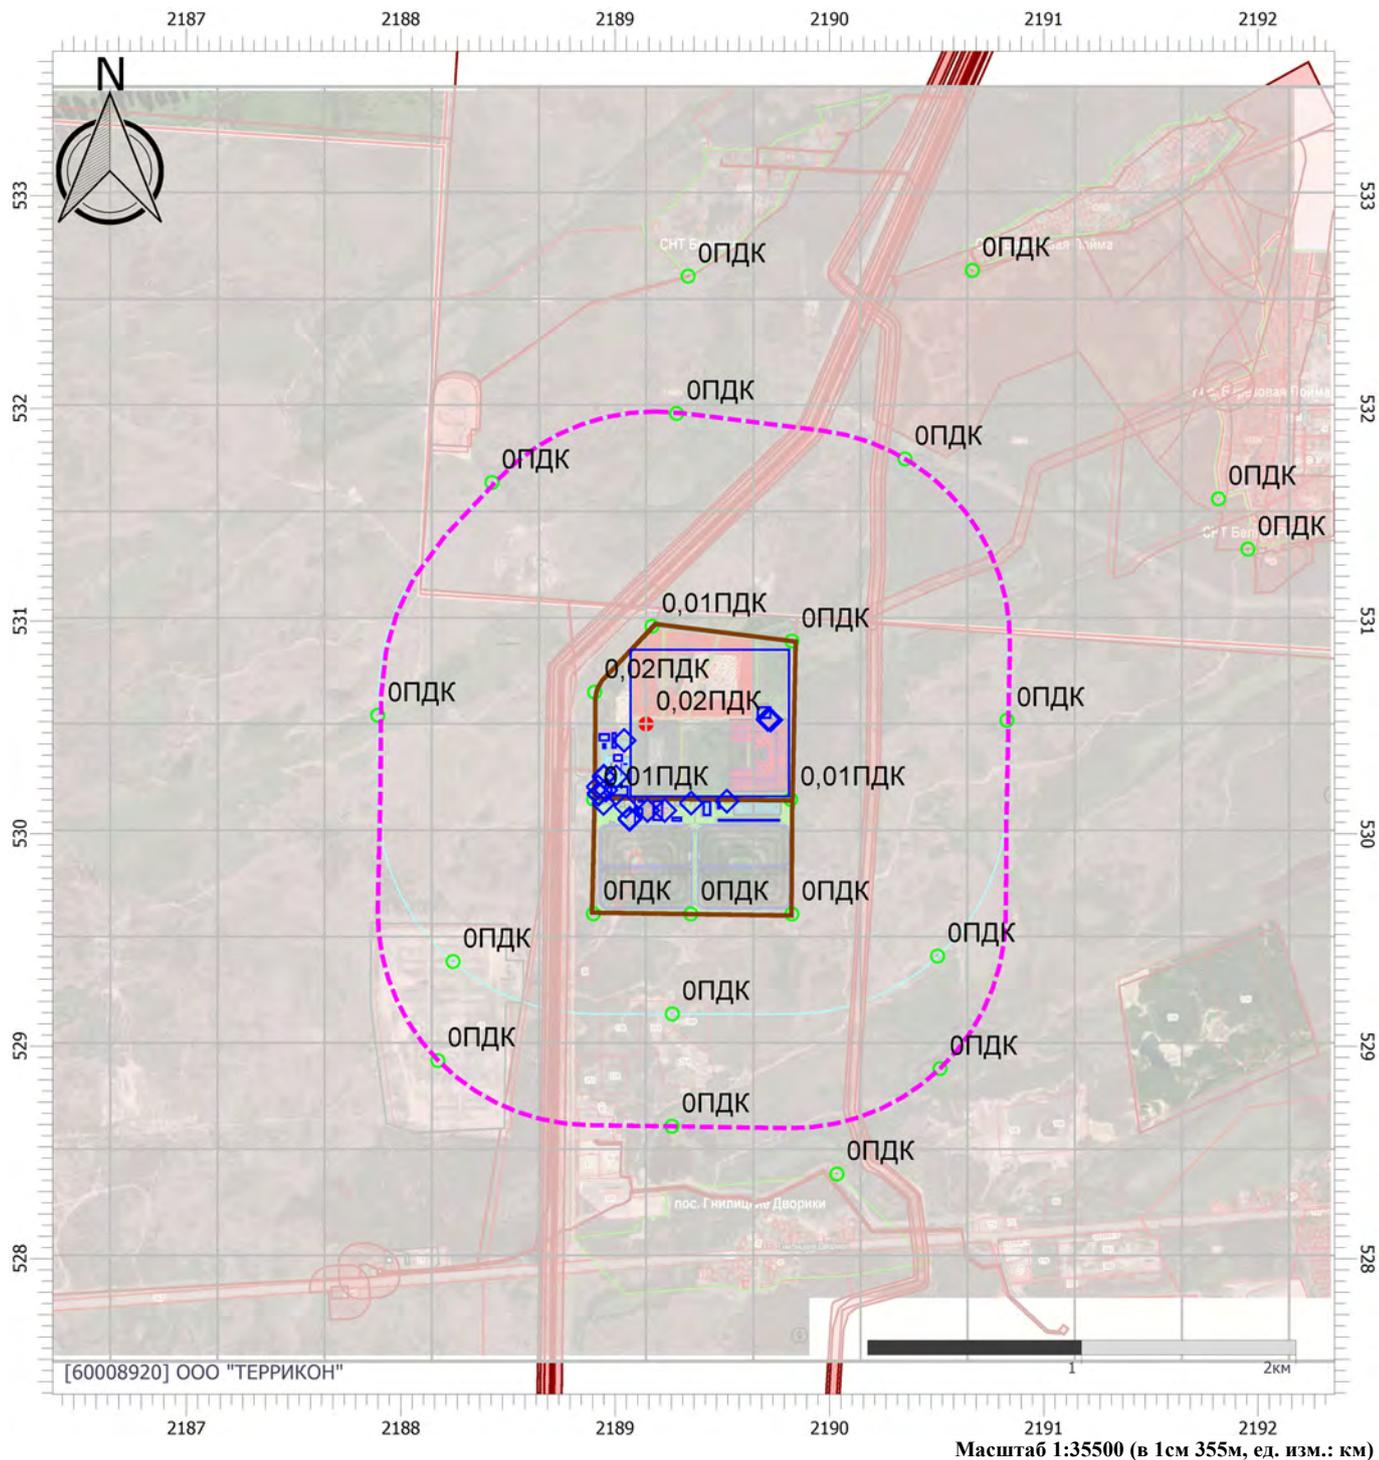 2187 2188 2189 2190 2191 2192
N
533 533
СНТ
0ПДК
0ПДК
0ПДК
532 532
0ПДК
0ПДК
0ПДК
0ПДК
531 531
0,01ПДК
0ПДК
0,02ПДК
0,02ПДК
0ПДК
0ПДК
0,01ПДК
0,01ПДК
530 530
0ПДК
0ПДК
0ПДК
0ПДК
0ПДК
0ПДК
529 529
0ПДК
0ПДК
0ПДК
0ПДК
пос. Гнилицкие Дворики
528 528
1 2км
[60008920] ООО "ТЕРРИКОН"
2187 2188 2189 2190 2191 2192
Масштаб 1:35500 (в 1см 355м, ед. изм.: км)